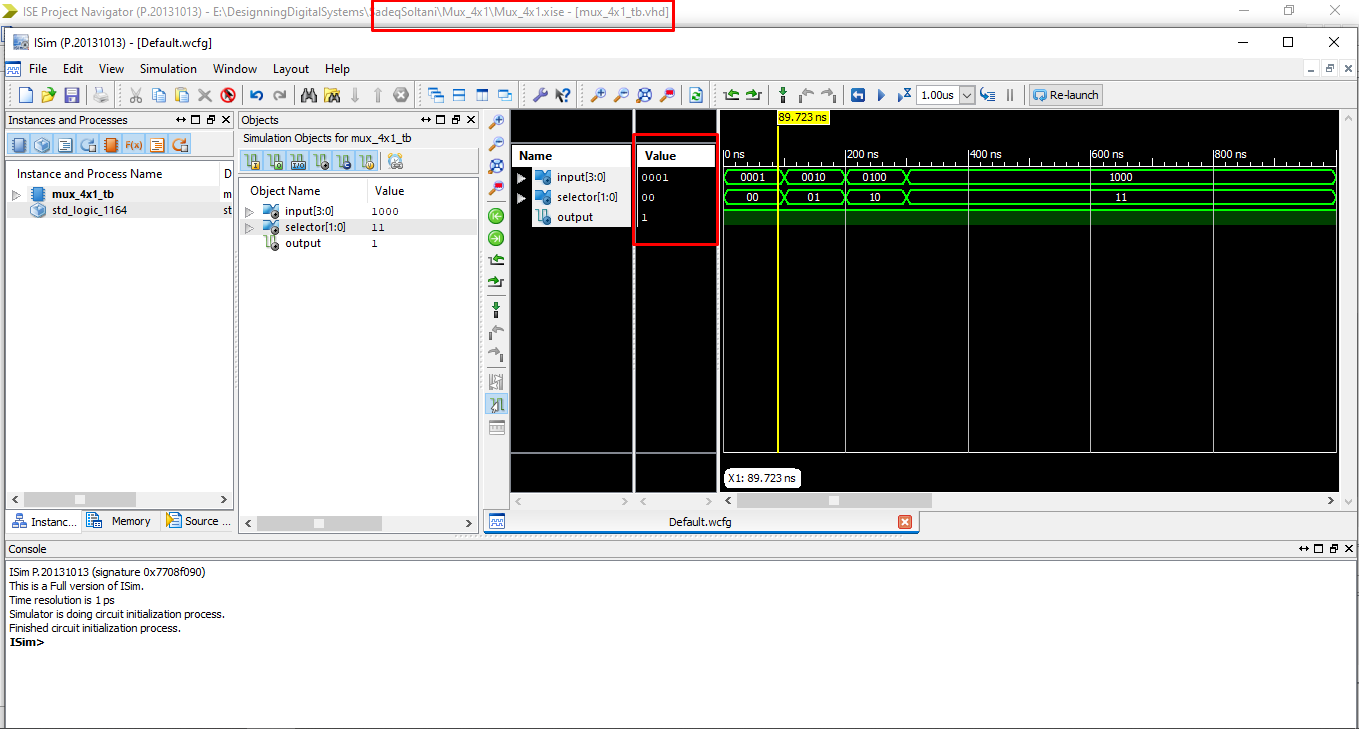 ISE Project Navigator (P.20131013) - E:\DesignningDigitalSystems\SadeqSoltani\Mux_4x1\Mux_4x1.xise - [mux_4x1_tb.vhd]
ISim (P.20131013) - [Default.wcfg]
File Edit View Simulation Window Layout Help
1.00us Re-launch
Instances and Processes
Instance and Process Name D
mux_4x1_tb m
std_logic_1164 st
Instanc... Memory Source ...
Objects
Simulation Objects for mux_4x1_tb
Object Name Value
input[3:0] 1000
selector[1:0] 11
output 1
89.723 ns
Name Value 0 ns 200 ns 400 ns 600 ns 800 ns
input[3:0] 0001 0001 0010 0100 1000
selector[1:0] 00 00 01 10 11
output 1
X1: 89.723 ns
Default.wcfg
Console
ISim P.20131013 (signature 0x7708f090)
This is a Full version of ISim.
Time resolution is 1 ps
Simulator is doing circuit initialization process.
Finished circuit initialization process.
ISim>